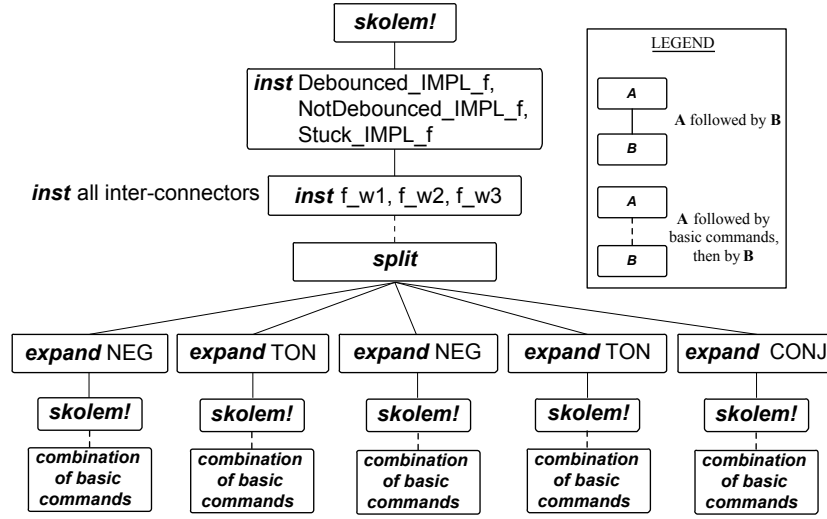 skolem!
LEGEND
inst Debounced_IMPL_f,
NotDebounced_IMPL_f,
Stuck_IMPL_f
A
A followed by B
B
inst all inter-connectors
inst f_w1, f_w2, f_w3
A
A followed by
basic commands,
then by B
B
split
expand NEG
expand TON
expand NEG
expand TON
expand CONJ
skolem!
skolem!
skolem!
skolem!
skolem!
combination
of basic
commands
combination
of basic
commands
combination
of basic
commands
combination
of basic
commands
combination
of basic
commands